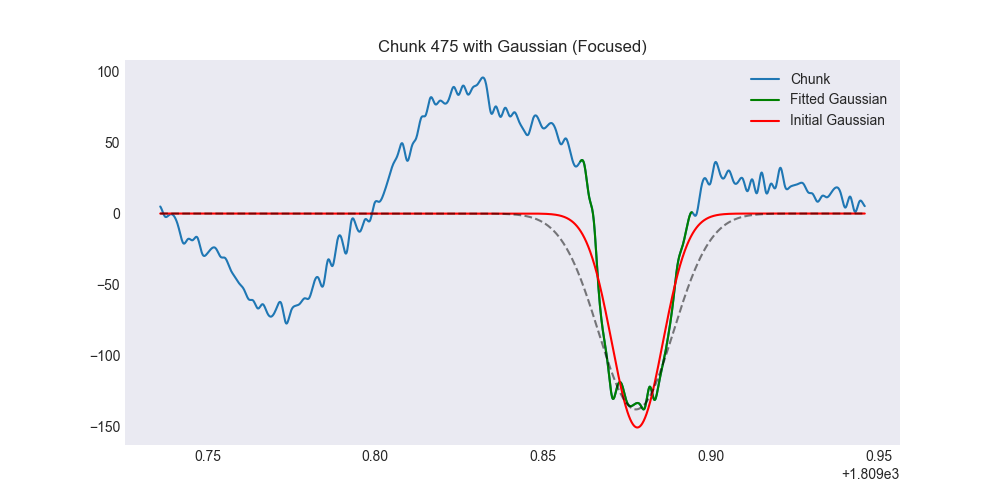 Chunk 475 with Gaussian (Focused)
Chunk
Fitted Gaussian
Initial Gaussian
100
50
0
−50
−100
−150
0.75
0.80
0.85
0.90
0.95
+1.809e3